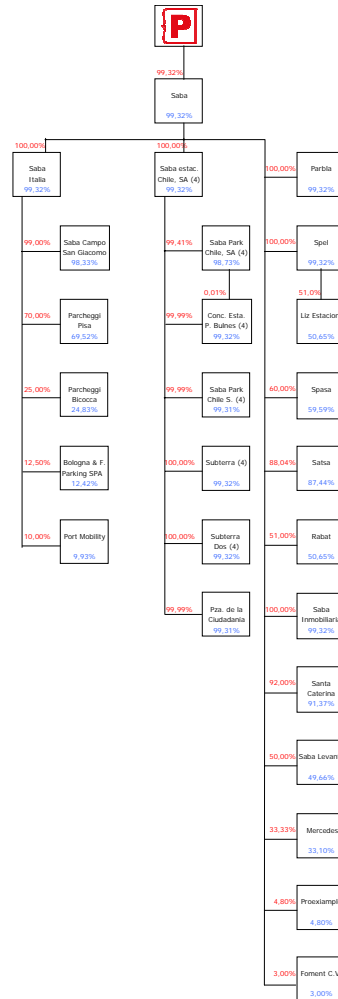 P
99,32%
Saba
99,32%
100,00%
Saba
Italia
99,32%
99,00%
Saba Campo
San Giacomo
98,33%
70,00%
Parcheggi
Pisa
69,52%
25,00%
Parcheggi
Bicocca
24,83%
12,50%
Bologna & F.
Parking SPA
12,42%
10,00%
Port Mobility
9,93%
100,00%
Saba estac.
Chile, SA (4)
99,32%
99,41%
Saba Park
Chile, SA (4)
98,73%
0,01%
99,99%
Conc. Esta.
P. Bulnes (4)
99,32%
99,99%
Saba Park
Chile S. (4)
99,31%
100,00%
Subterra (4)
99,32%
100,00%
Subterra
Dos (4)
99,32%
99,99%
Pza. de la
Ciudadania
99,31%
100,00%
Parbla
99,32%
100,00%
Spel
99,32%
51,0%
Liz Estacion
50,65%
60,00%
Spasa
59,59%
88,04%
Satsa
87,44%
51,00%
Rabat
50,65%
100,00%
Saba
Inmobiliaria
99,32%
92,00%
Santa
Caterina
91,37%
50,00%
Saba Levant
49,66%
33,33%
Mercedes
33,10%
4,80%
Proexiampl
4,80%
3,00%
Foment C.V
3,00%